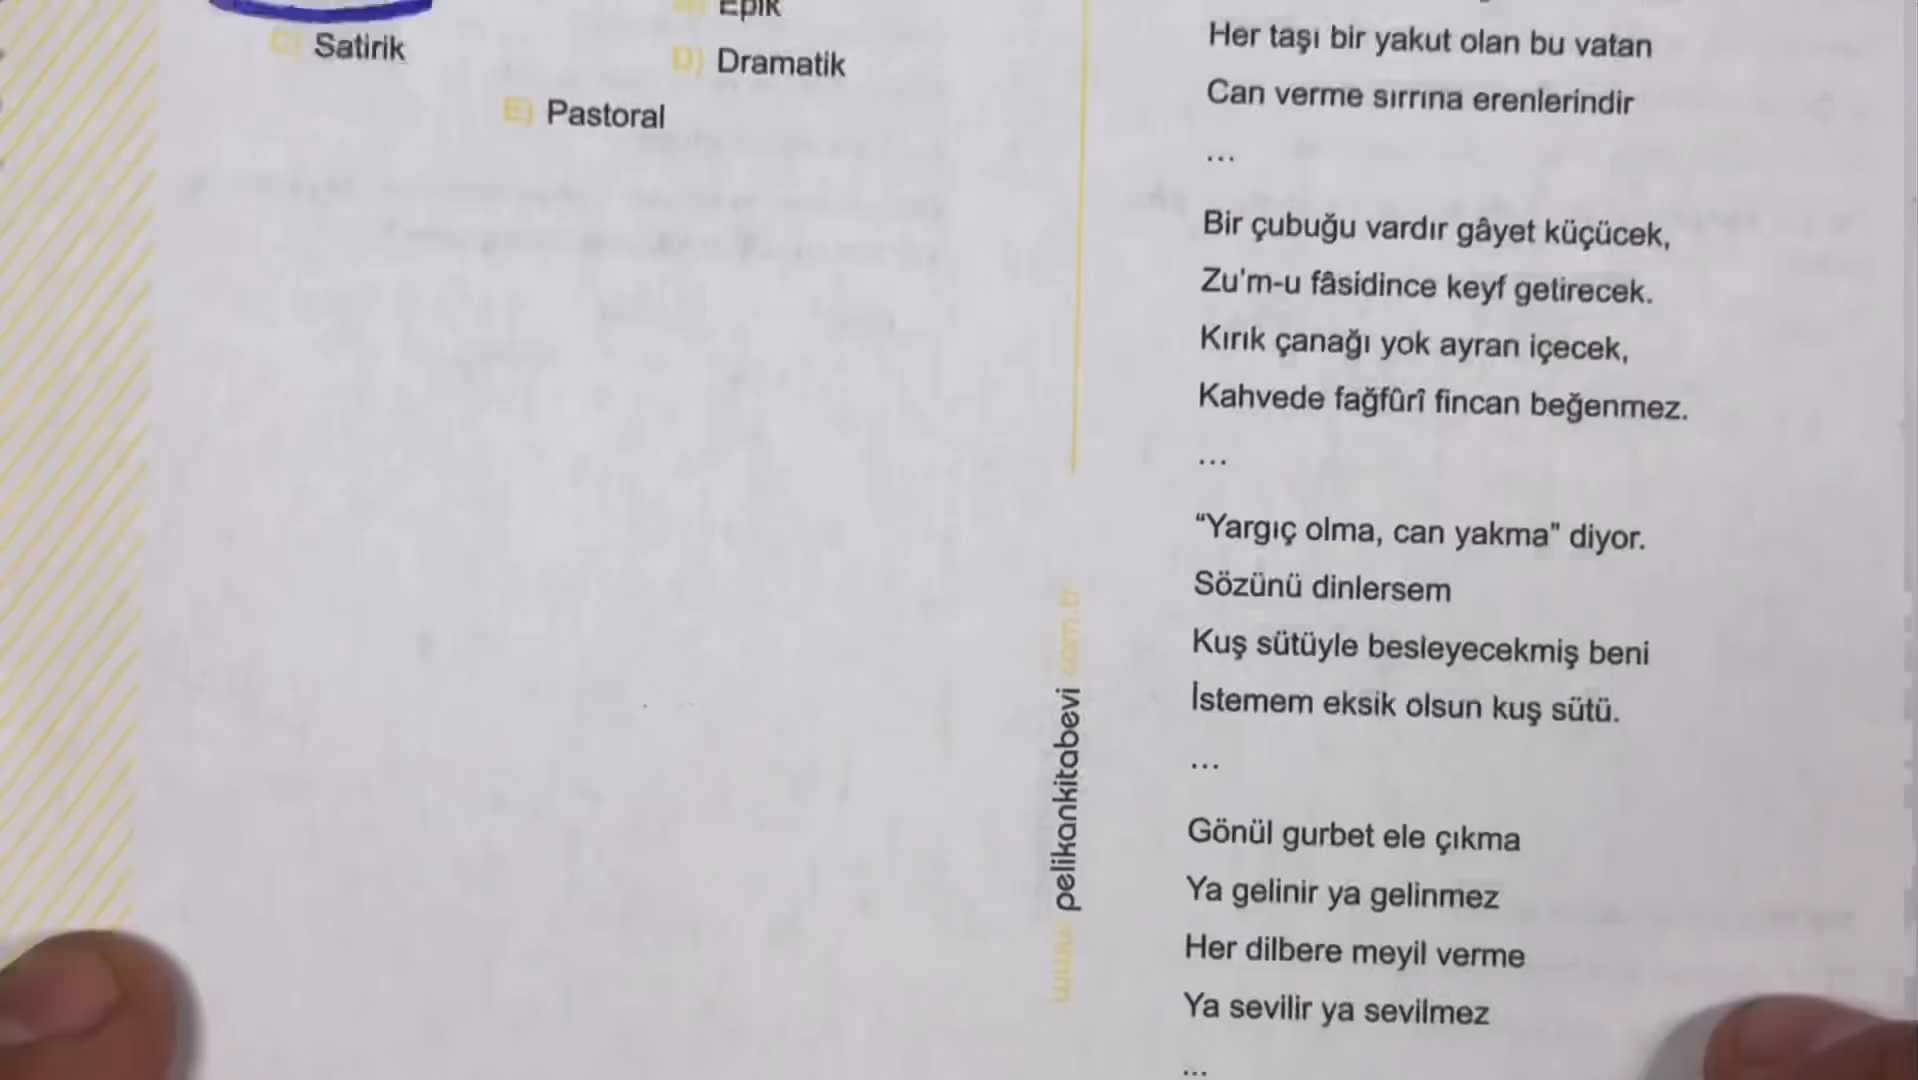 Epik
C) Satirik
D) Dramatik
E) Pastoral
www.pelikankitabevi.com.tr
Her taşı bir yakut olan bu vatan
Can verme sırrına erenlerindir
...
Bir çubuğu vardır gâyet küçücek,
Zu'm-u fâsidince keyf getirecek.
Kırık çanağı yok ayran içecek,
Kahvede fağfûrî fincan beğenmez.
...
“Yargıç olma, can yakma” diyor.
Sözünü dinlersem
Kuş sütüyle besleyecekmiş beni
İstemem eksik olsun kuş sütü.
...
Gönül gurbet ele çıkma
Ya gelinir ya gelinmez
Her dilbere meyil verme
Ya sevilir ya sevilmez
...